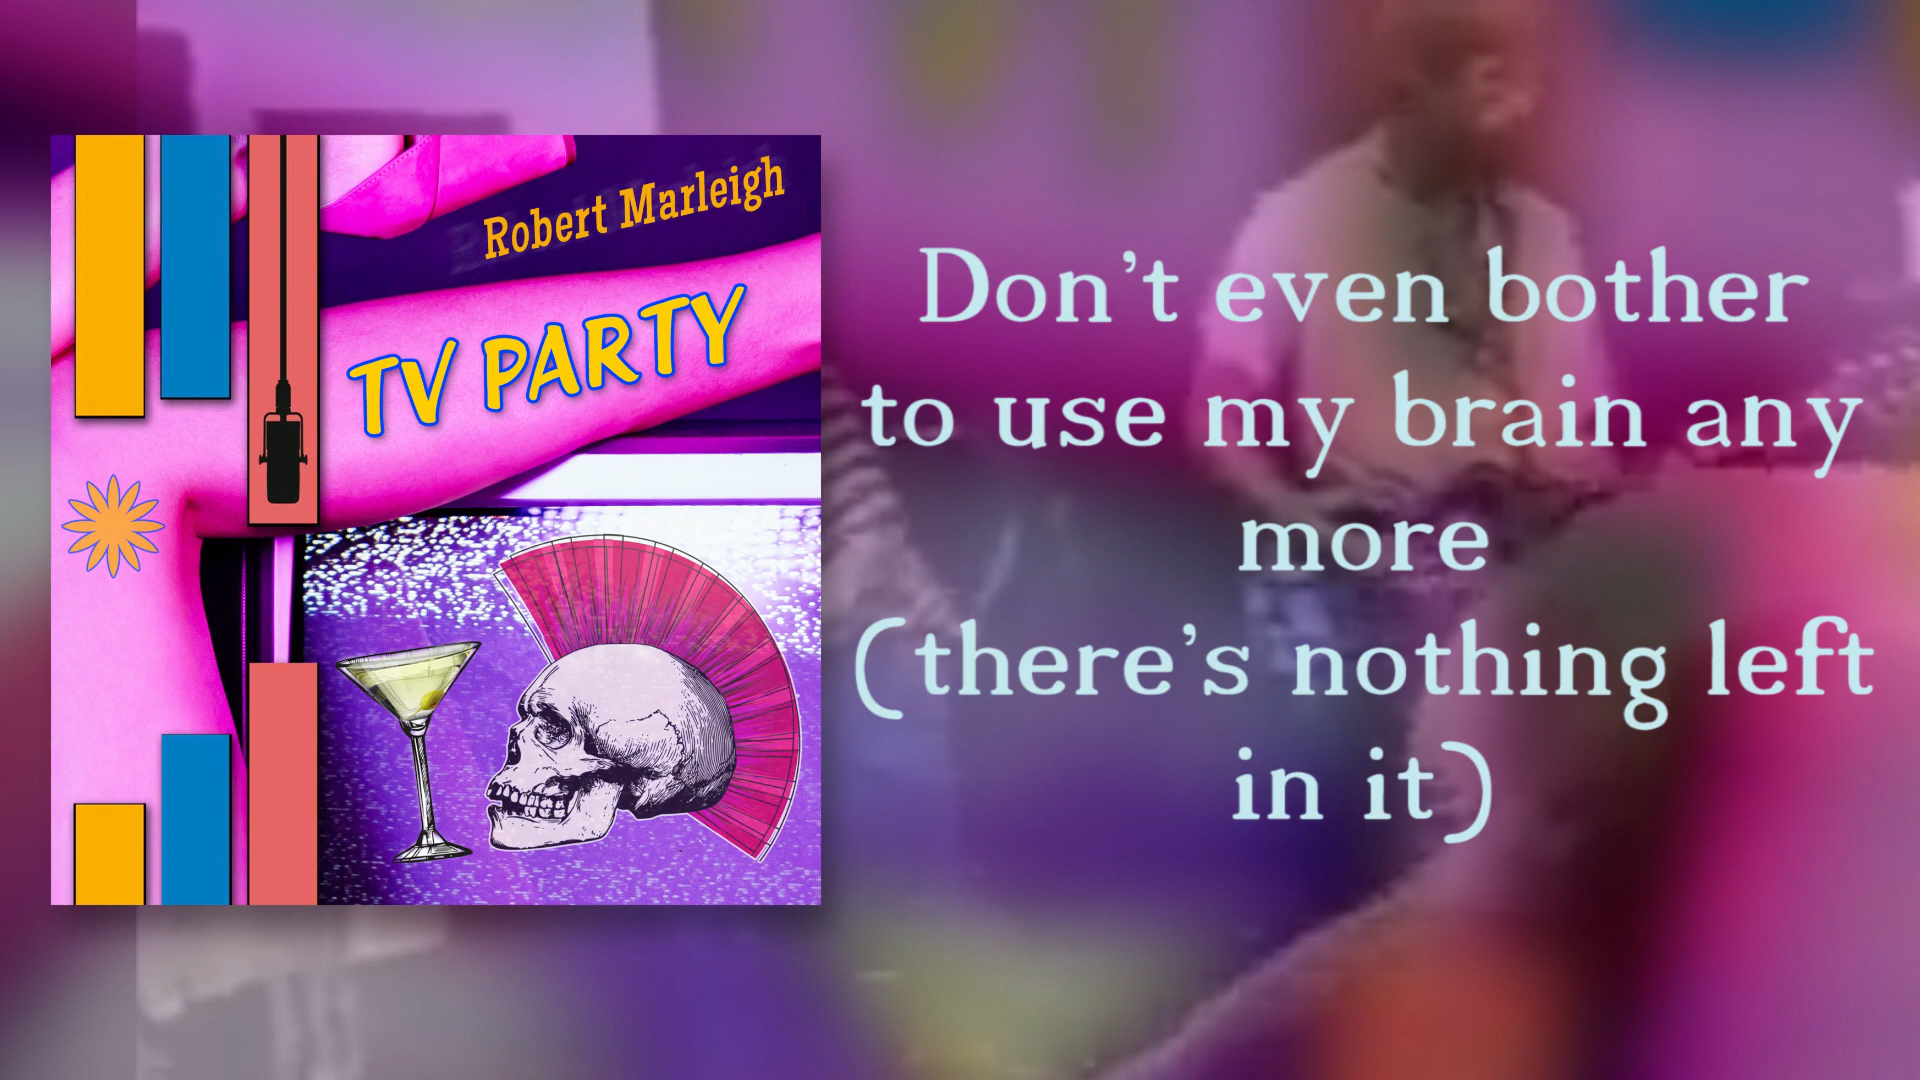 Robert Marleigh
TV PARTY
Don't even bother
to use my brain any
more
(there's nothing left
in it)